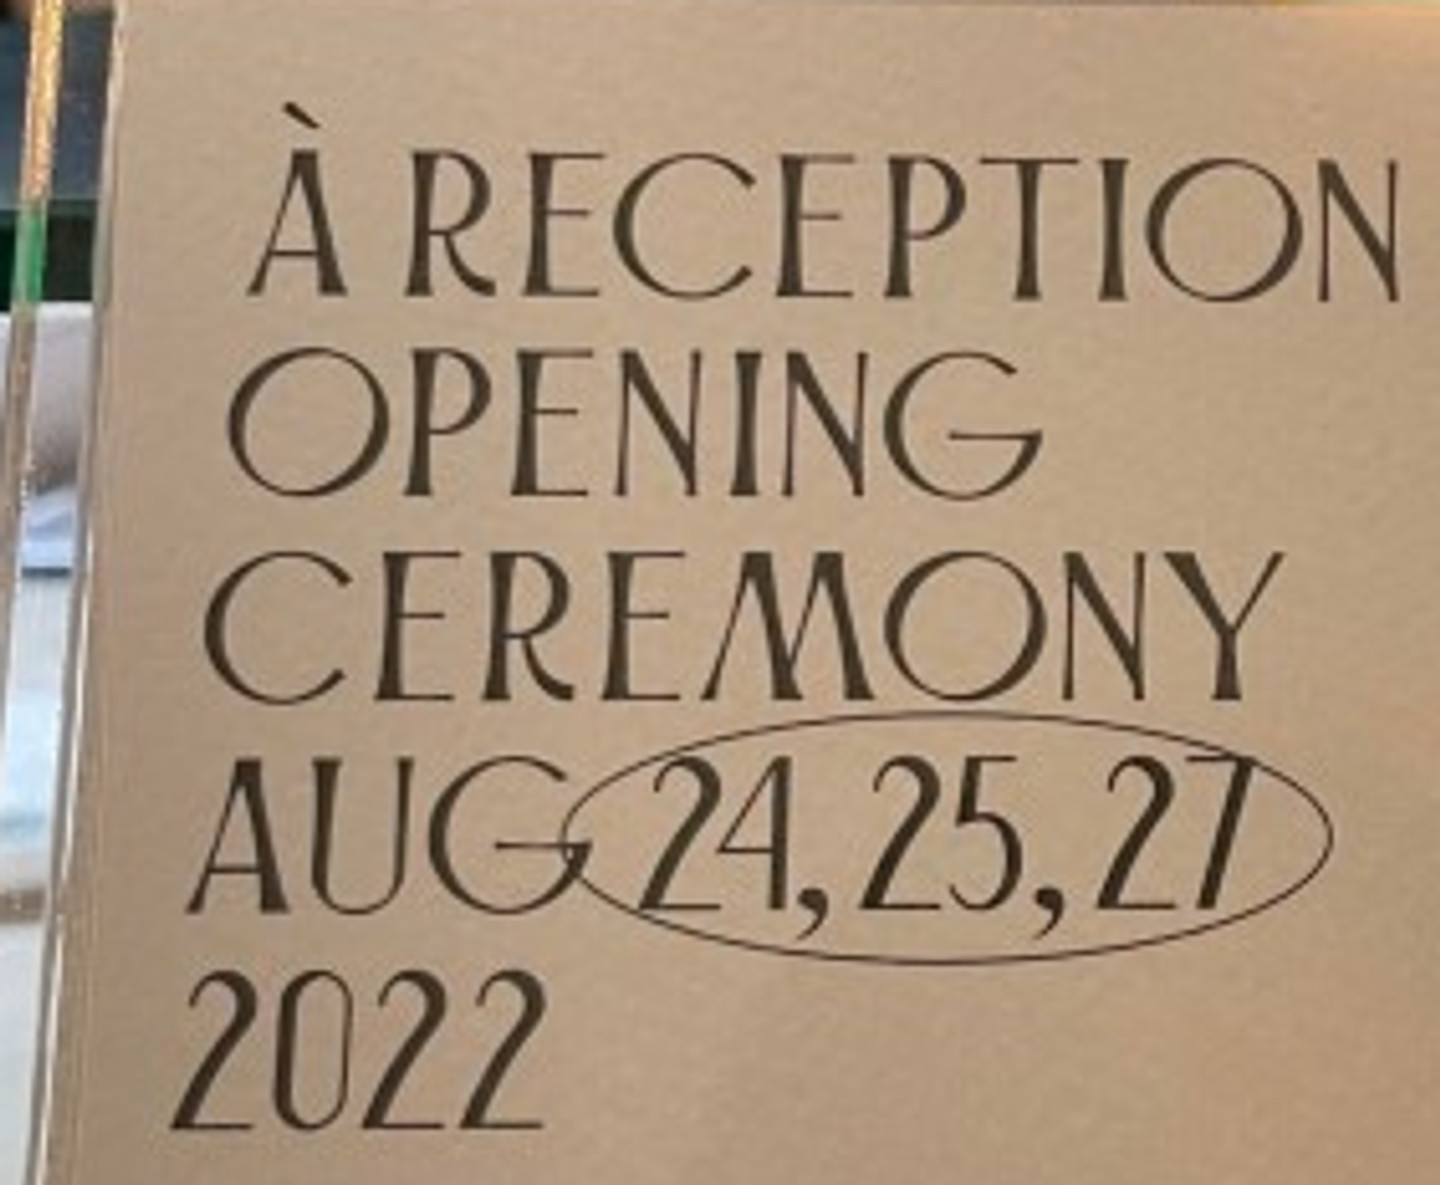 À RECEPTION
OPENING
CEREMONY
AUG 24, 25, 27
2022